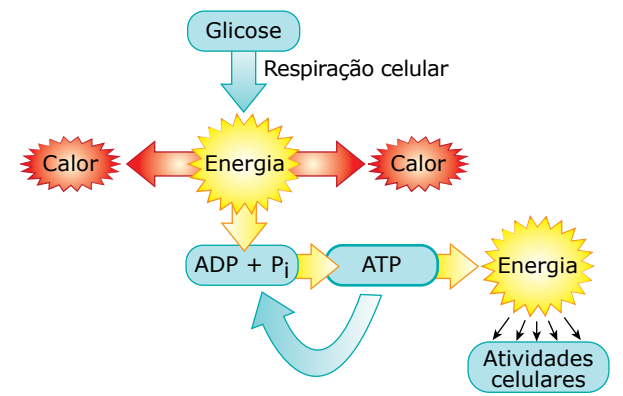 Glicose
Respiração celular
Calor
Energia
Calor
ADP + Pi
ATP
Energia
Atividades
celulares